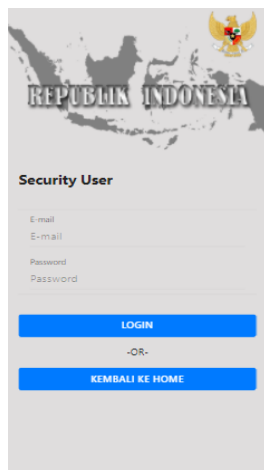 REPUBLIK INDONESIA
Security User
E-mail
E-mail
Password
Password
LOGIN
-OR-
KEMBALI KE HOME